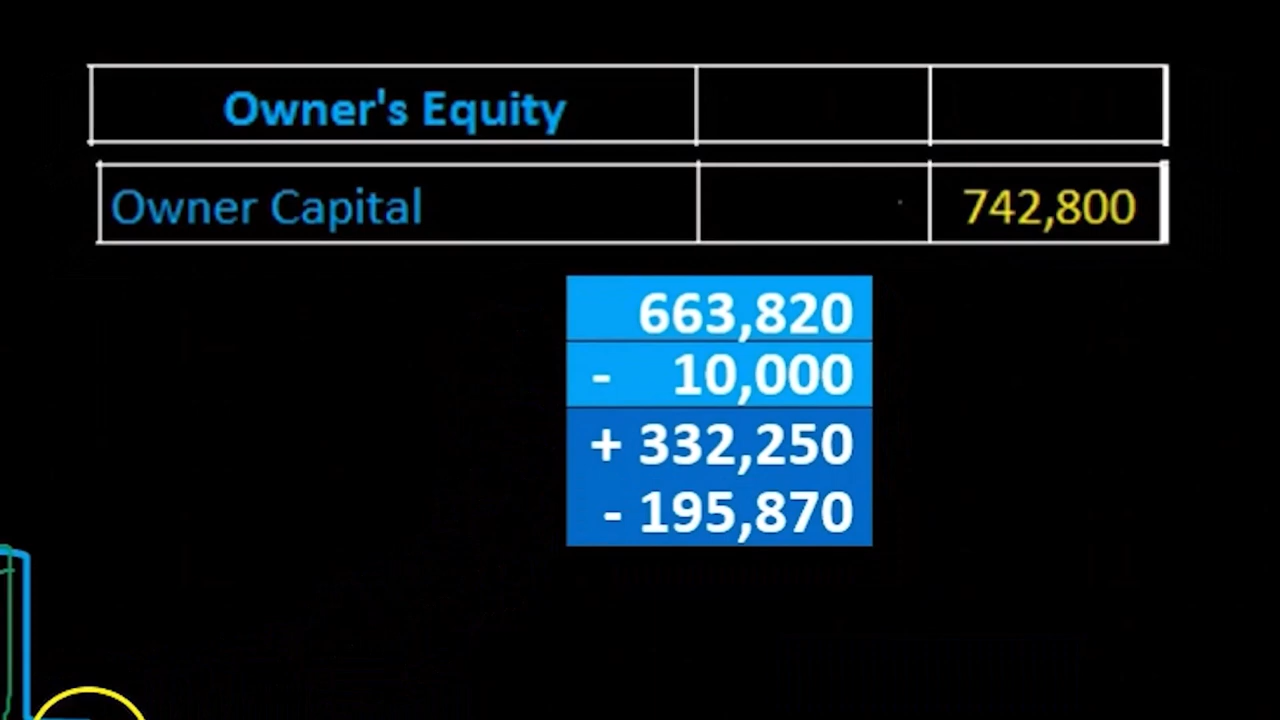 Owner's Equity
Owner Capital 742,800
663,820
- 10,000
+ 332,250
- 195,870